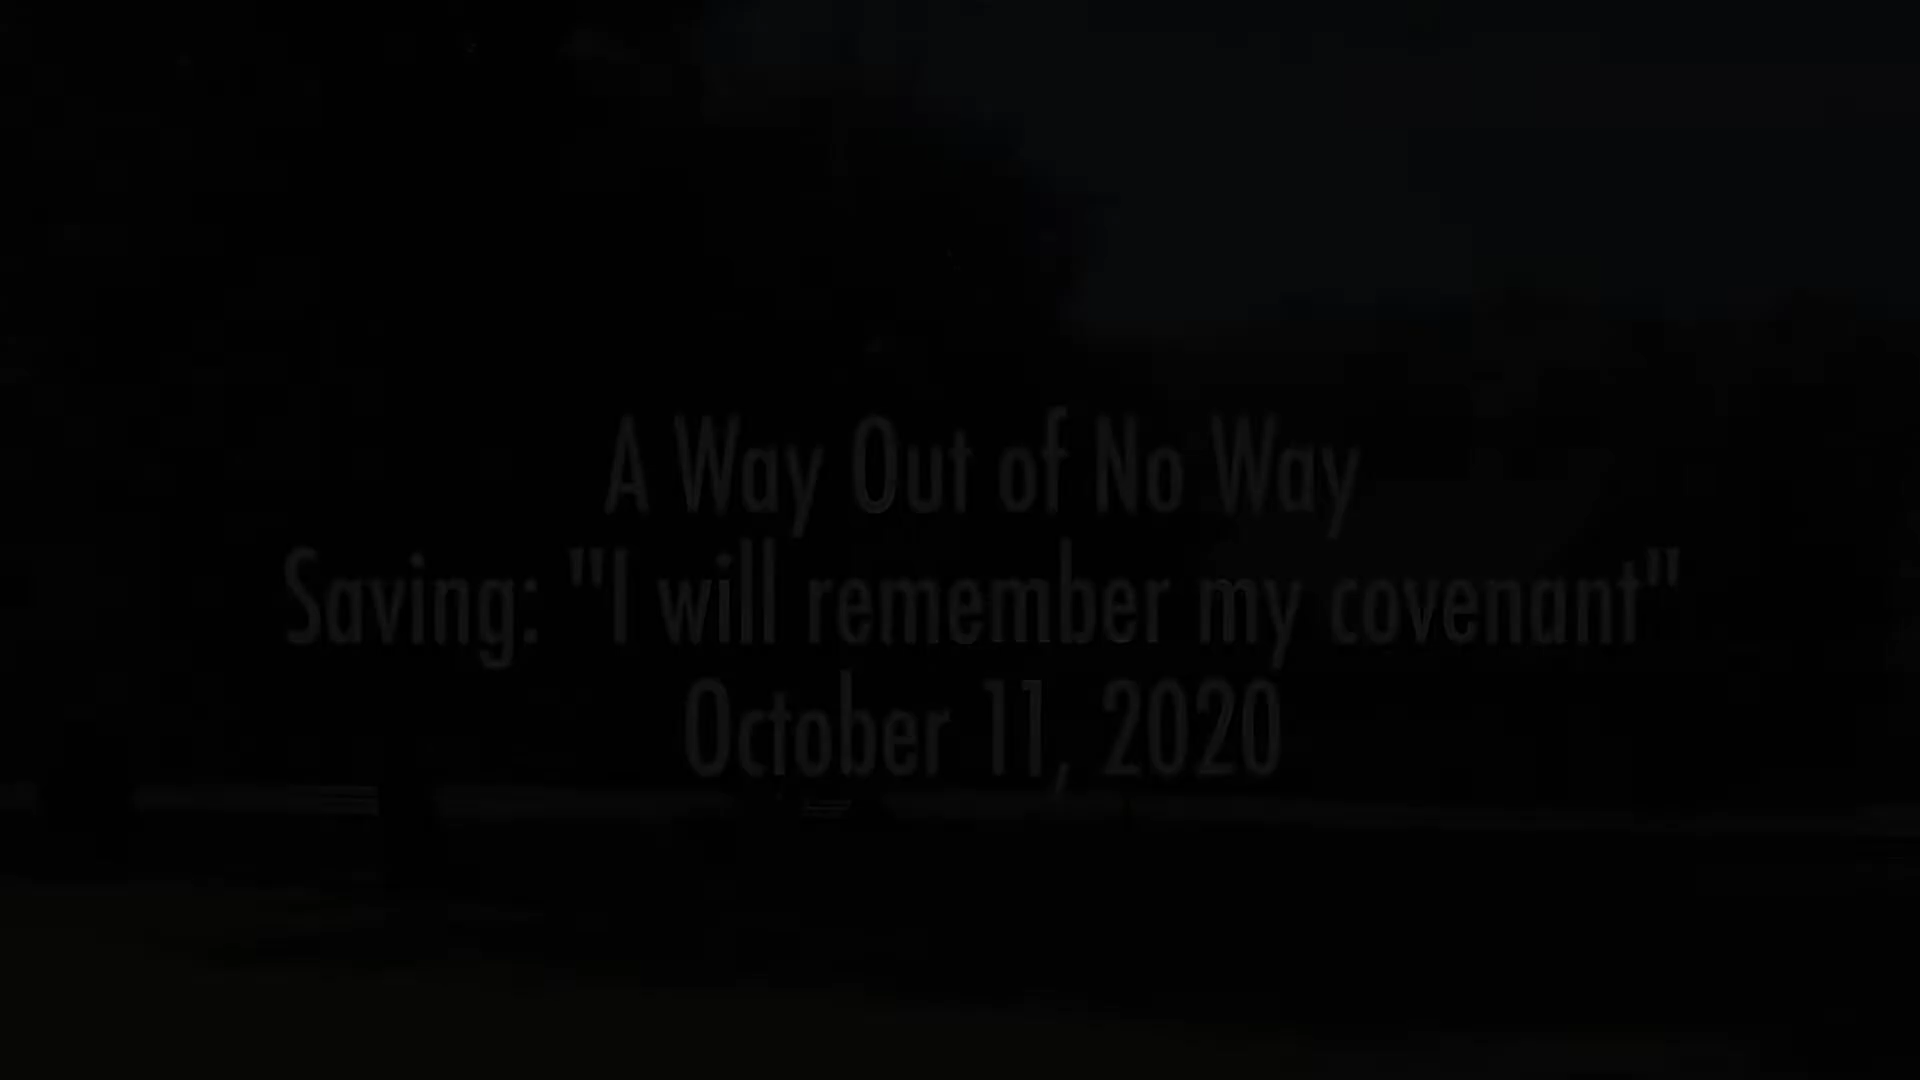 A Way Out of No Way
Saving: "I will remember my covenant"
October 11, 2020